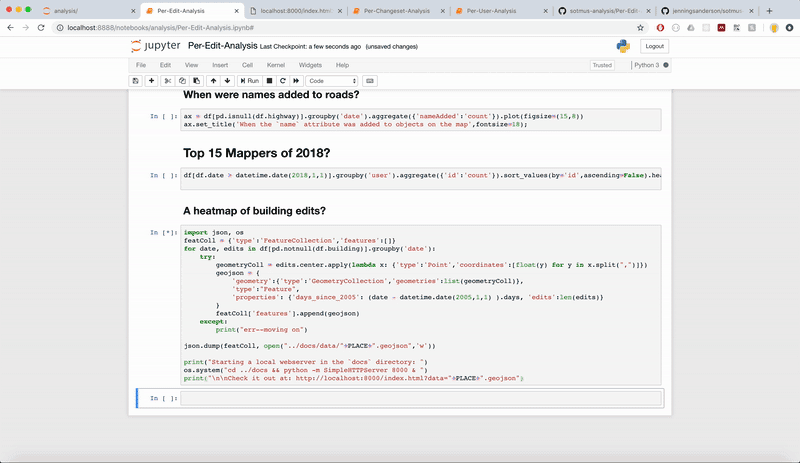 analysis/
Per-Edit-Analysis
localhost:8000/index.html
Per-Changeset-Analysis
Per-User-Analysis
sotmus-analysis/Per-Edit-
jenningsanderson/sotmus-
localhost:8888/notebooks/analysis/Per-Edit-Analysis.ipynb#
jupyter Per-Edit-Analysis Last Checkpoint: a few seconds ago (unsaved changes)
Logout
File Edit View Insert Cell Kernel Widgets Help
Trusted
Python 3
Run
Code
When were names added to roads?
In [ ]:
ax = df[pd.isnull(df.highway)].groupby('date').aggregate({'nameAdded':'count'}).plot(figsize=(15,8))
ax.set_title('When the `name` attribute was added to objects on the map',fontsize=18);
Top 15 Mappers of 2018?
In [ ]:
df[df.date > datetime.date(2018,1,1)].groupby('user').aggregate({'id':'count'}).sort_values(by='id',ascending=False).hea
A heatmap of building edits?
In [*]:
import json, os
featColl = {'type':'FeatureCollection','features':[]}
for date, edits in df[pd.notnull(df.building)].groupby('date'):
try:
geometryColl = edits.center.apply(lambda x: {'type':'Point','coordinates':[float(y) for y in x.split(",")]})
geojson = {
'geometry':{'type':'GeometryCollection','geometries':list(geometryColl)},
'type':"Feature",
'properties': {'days_since_2005': (date - datetime.date(2005,1,1) ).days, 'edits':len(edits)}
}
featColl['features'].append(geojson)
except:
print("err--moving on")
json.dump(featColl, open("../docs/data/"+PLACE+".geojson",'w'))
print("Starting a local webserver in the `docs` directory: ")
os.system("cd ../docs && python -m SimpleHTTPServer 8000 & ")
print("\n\nCheck it out at: http://localhost:8000/index.html?data="+PLACE+".geojson")
In [ ]: